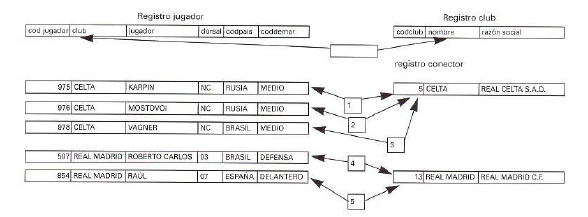 Registro jugador Registro club
cod jugador club jugador dorsal codpais coddemar codclub nombre razón social
registro conector
975 CELTA KARPIN NC RUSIA MEDIO 5 CELTA REAL CELTA S.A.D.
1
976 MOSTOVOI CELTA NC RUSIA MEDIO
2
978 CELTA VAGNER NC BRASIL MEDIO
3
507 REAL MADRID ROBERTO CARLOS 03 BRASIL DEFENSA
4
854 REAL MADRID RAÚL 07 ESPAÑA DELANTERO 13 REAL MADRID REAL MADRID C.F.
5